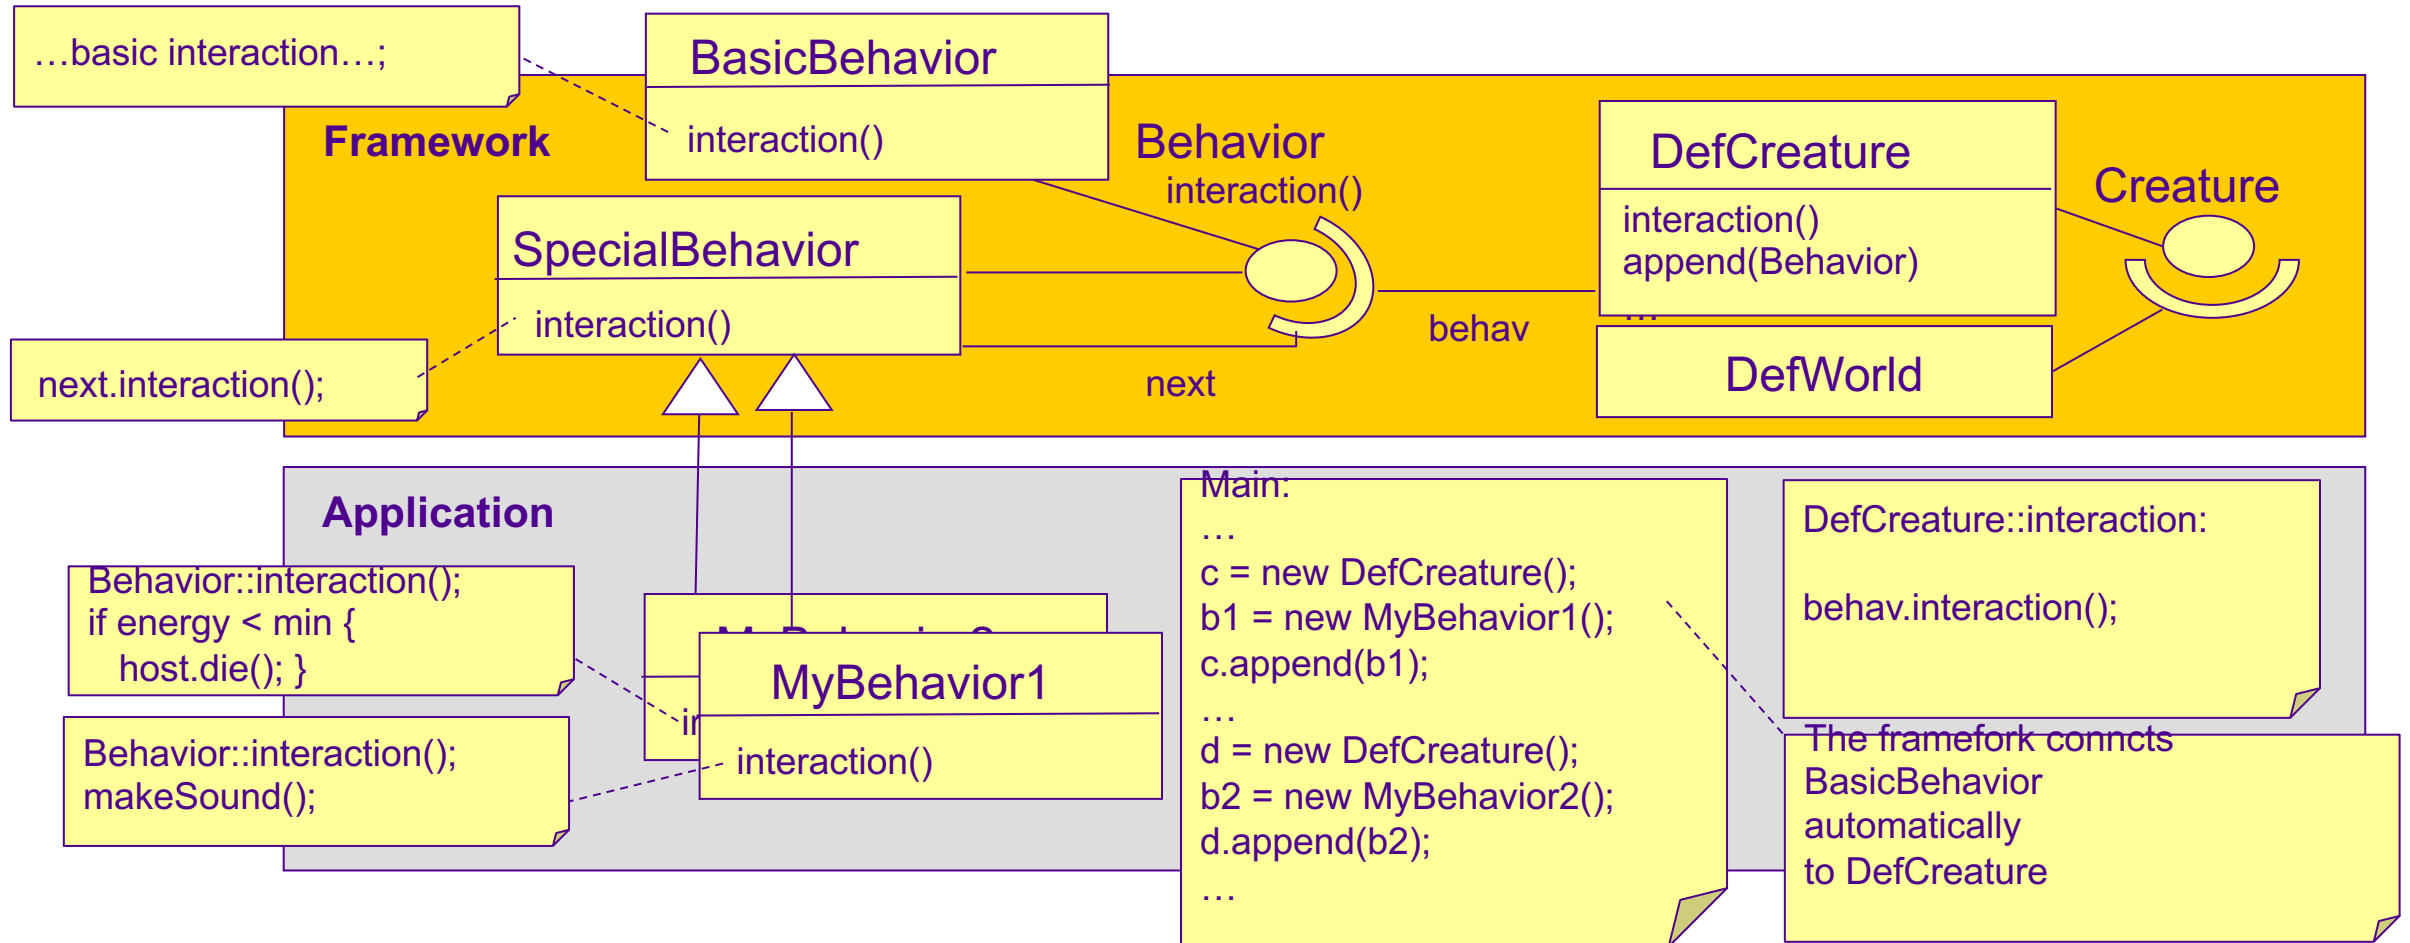 …basic interaction…;
BasicBehavior
interaction()
Framework
Behavior
interaction()
DefCreature
interaction()
append(Behavior)
…
Creature
SpecialBehavior
interaction()
next.interaction();
behav
next
DefWorld
Application
Behavior::interaction();
if energy < min {
host.die(); }
Behavior::interaction();
makeSound();
MyBehavior1
interaction()
Main:
…
c = new DefCreature();
b1 = new MyBehavior1();
c.append(b1);
…
d = new DefCreature();
b2 = new MyBehavior2();
d.append(b2);
…
DefCreature::interaction:
behav.interaction();
The framefork conncts
BasicBehavior
automatically
to DefCreature